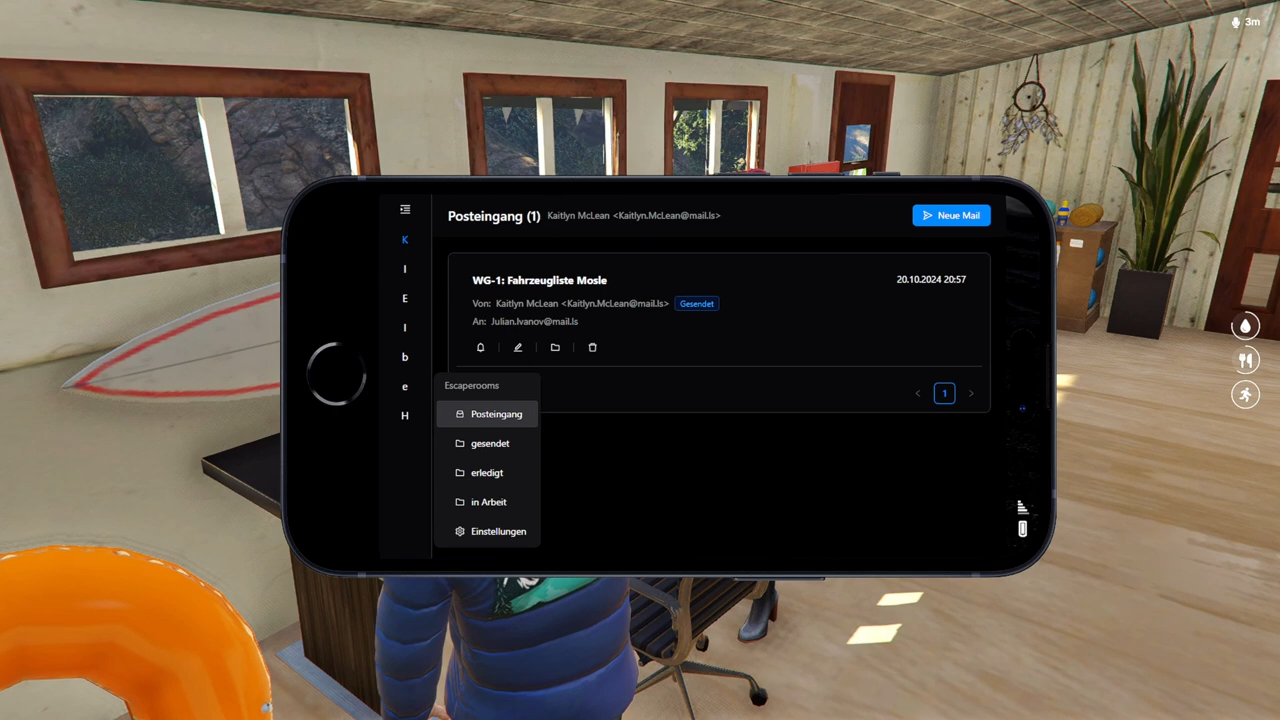 3m
Posteingang (1) Kaitlyn McLean <Kaitlyn.McLean@mail.ls>
Neue Mail
K
I
E
I
b
e
H
WG-1: Fahrzeugliste Mosle
20.10.2024 20:57
Von: Kaitlyn McLean <Kaitlyn.McLean@mail.ls> Gesendet
An: Julian.Ivanov@mail.ls
1
Escaperooms
Posteingang
gesendet
erledigt
in Arbeit
Einstellungen